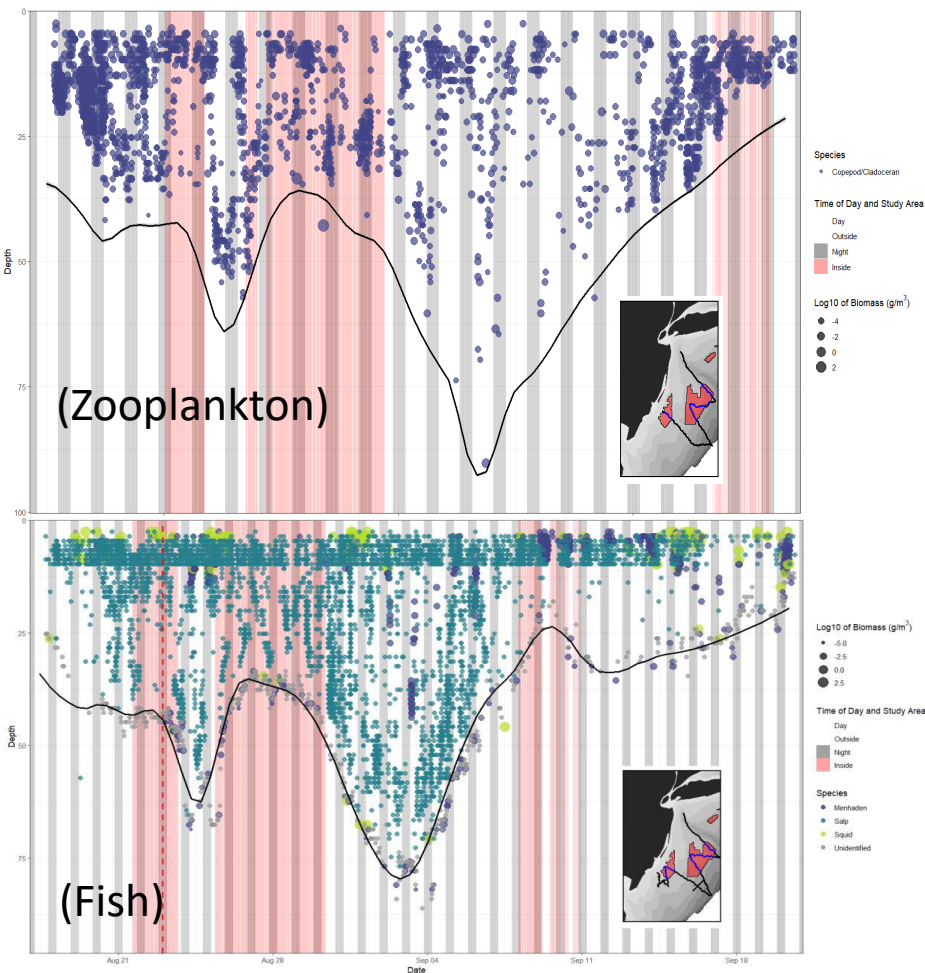 0
25
50
75
100
Depth
(Zooplankton)
Species
Copepod/Cladoceran
Time of Day and Study Area
Day
Outside
Night
Inside
Log10 of Biomass (g/m³)
-4
-2
0
2
0
25
50
75
Depth
(Fish)
Aug 21
Aug 28
Sep 04
Sep 11
Sep 18
Date
Log10 of Biomass (g/m³)
-5.0
-2.5
0.0
2.5
Time of Day and Study Area
Day
Outside
Night
Inside
Species
Menhaden
Salp
Squid
Unidentified